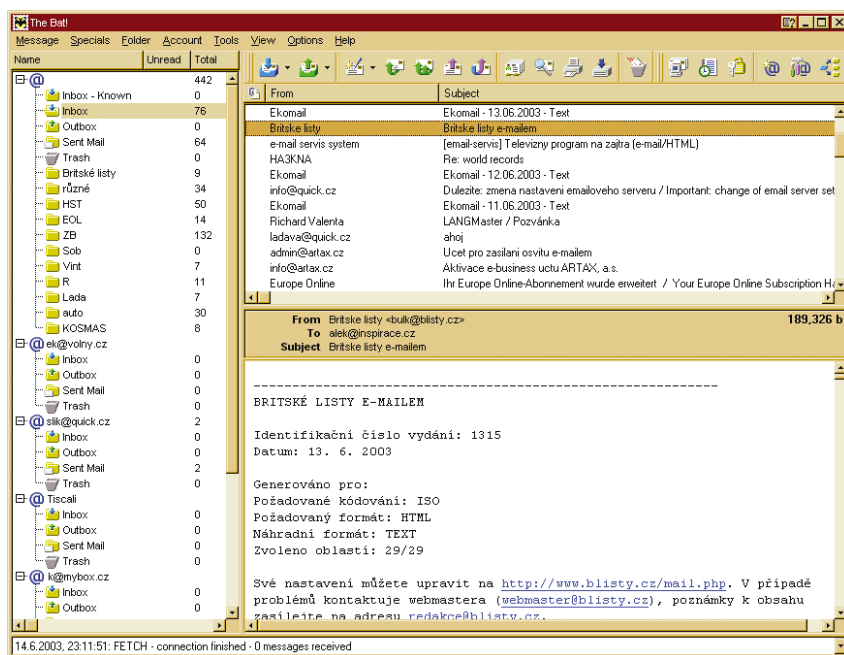 The Bat!
Message Specials Folder Account Tools View Options Help
Name Unread Total
@ 442
Inbox - Known 0
Inbox 76
Outbox 0
Sent Mail 64
Trash 0
Britské listy 9
různé 34
HST 50
EOL 14
ZB 132
Sob 0
Vint 7
R 11
Lada 7
auto 30
KOSMAS 8
ek@volny.cz
Inbox 0
Outbox 0
Sent Mail 0
Trash 0
slik@quick.cz 2
Inbox 0
Outbox 0
Sent Mail 2
Trash 0
Tiscali 0
Inbox 0
Outbox 0
Sent Mail 0
Trash 0
k@mybox.cz 0
Inbox 0
Outbox 0
From Subject
Ekomail Ekomail - 13.06.2003 - Text
Britske listy Britske listy e-mailem
e-mail servis system [email-servis] Televizny program na zajtra (e-mail/HTML)
HA3KNA Re: world records
Ekomail Ekomail - 12.06.2003 - Text
info@quick.cz Dulezite: zmena nastaveni emailoveho serveru / Important: change of email server set
Ekomail Ekomail - 11.06.2003 - Text
Richard Valenta LANGMaster / Pozvánka
ladava@quick.cz ahoj
admin@artax.cz Ucet pro zasilani osvitu e-mailem
info@artax.cz Aktivace e-business uctu ARTAX, a.s.
Europe Online Ihr Europe Online-Abonnement wurde erweitert / Your Europe Online Subscription Ha
From Britske listy <bulk@blisty.cz> 189,326 b
To alek@inspirace.cz
Subject Britske listy e-mailem
BRITSKÉ LISTY E-MAILEM
Identifikační číslo vydání: 1315
Datum: 13. 6. 2003
Generováno pro:
Požadované kódování: ISO
Požadovaný formát: HTML
Náhradní formát: TEXT
Zvoleno oblastí: 29/29
Své nastavení můžete upravit na http://www.blisty.cz/mail.php. V případě
problémů kontaktuje webmastera (webmaster@blisty.cz), poznámky k obsahu
zasílejte na adresu redakce@blisty.cz.
14.6.2003, 23:11:51: FETCH - connection finished - 0 messages received